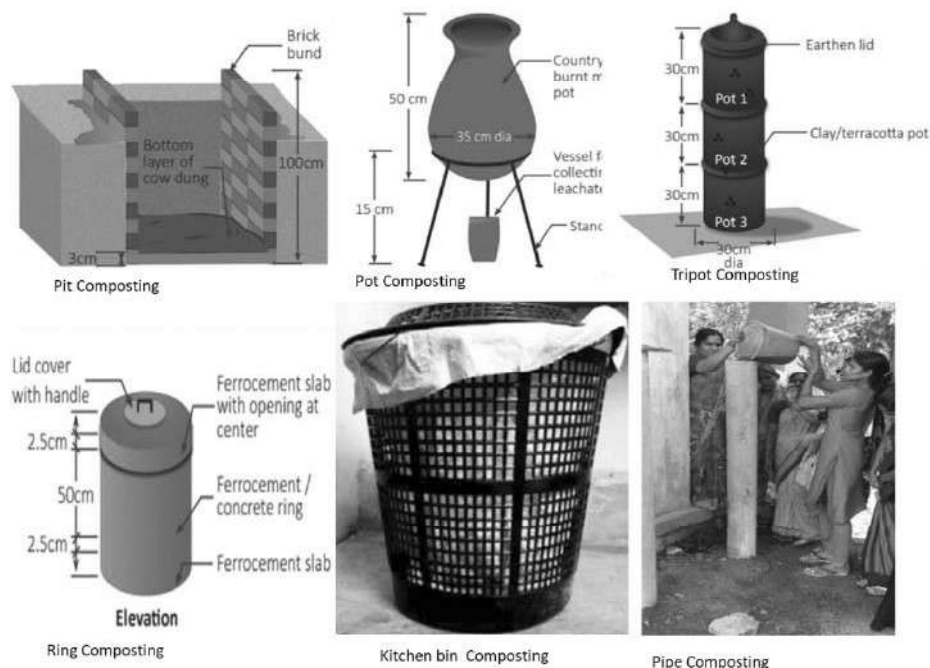 Brick
bund
Bottom
layer of
cow dung
100cm
3cm
Pit Composting
50 cm
35 cm dia
15 cm
Country
burnt m
pot
Vessel f
collectin
leachate
Stand
Pot Composting
30cm
30cm
30cm
Pot 1
Pot 2
Pot 3
Earthen lid
Clay/terracotta pot
30cm
dia
Tripot Composting
Lid cover
with handle
2.5cm
50cm
2.5cm
Ferrocement slab
with opening at
center
Ferrocement /
concrete ring
Ferrocement slab
Elevation
Ring Composting
Kitchen bin Composting
Pipe Composting